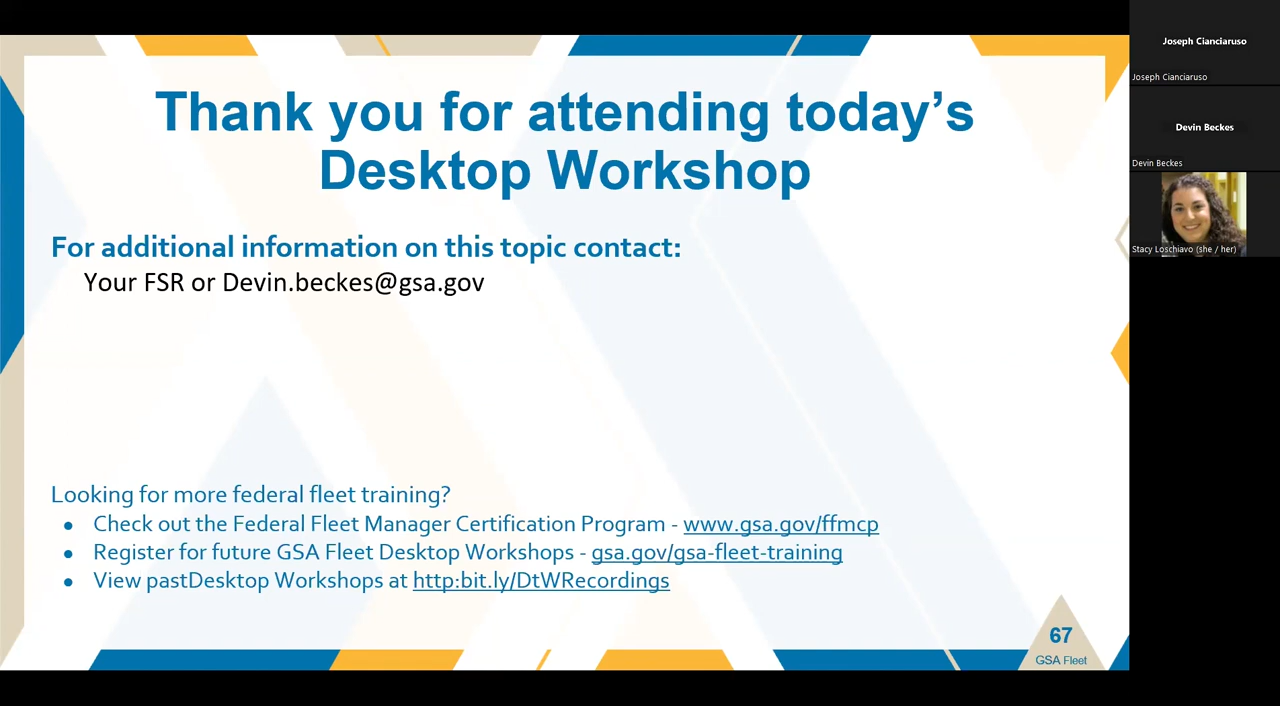 Thank you for attending today’s
Desktop Workshop
For additional information on this topic contact:
Your FSR or Devin.beckes@gsa.gov
Looking for more federal fleet training?
● Check out the Federal Fleet Manager Certification Program - www.gsa.gov/ffmcp
● Register for future GSA Fleet Desktop Workshops - gsa.gov/gsa-fleet-training
● View pastDesktop Workshops at http:bit.ly/DtWRecordings
67
GSA Fleet
Joseph Cianciaruso
Joseph Cianciaruso
Devin Beckes
Devin Beckes
Stacy Loschiavo (she / her)